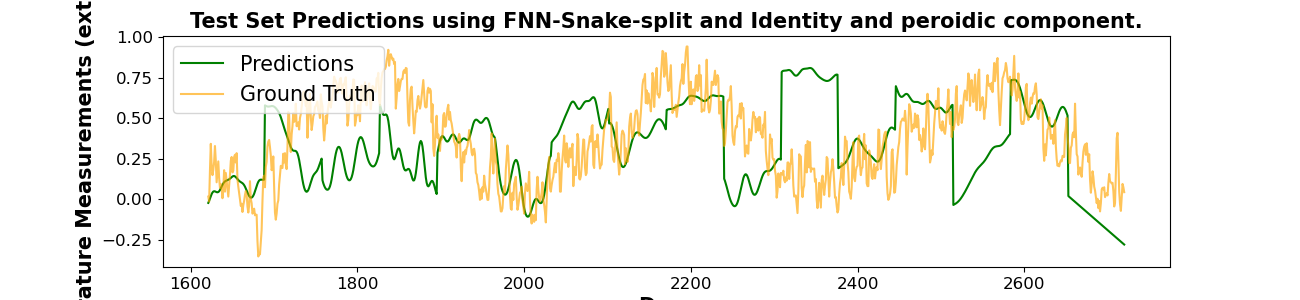 Test Set Predictions using FNN-Snake-split and Identity and peroidic component.
rature Measurements (ext
1.00
0.75
0.50
0.25
0.00
−0.25
Predictions
Ground Truth
1600 1800 2000 2200 2400 2600